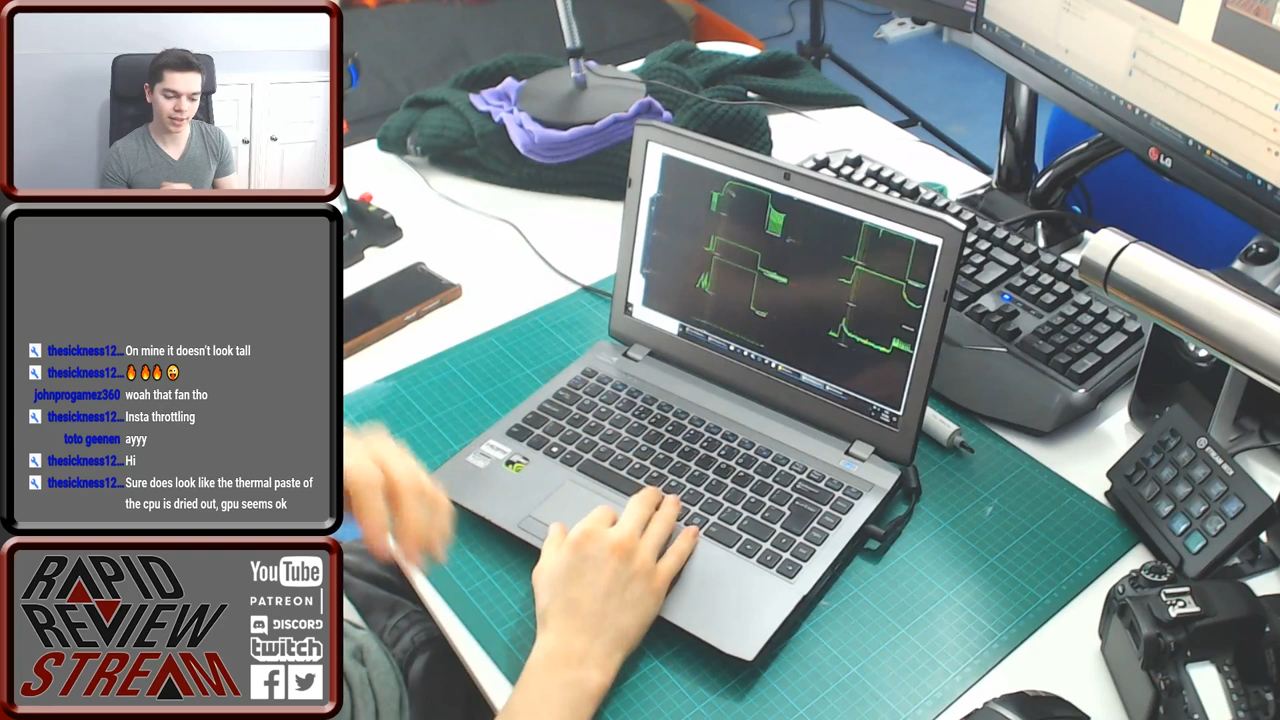 thesickness12... On mine it doesn't look tall
thesickness12... 🔥🔥🔥😜
johnprogamez360 woah that fan tho
thesickness12... Insta throttling
toto geenen ayyy
thesickness12... Hi
thesickness12... Sure does look like the thermal paste of
the cpu is dried out, gpu seems ok
RAPID
REVIEW
STREAM
YouTube
PATREON
DISCORD
twitch
LG
STREAM DECK